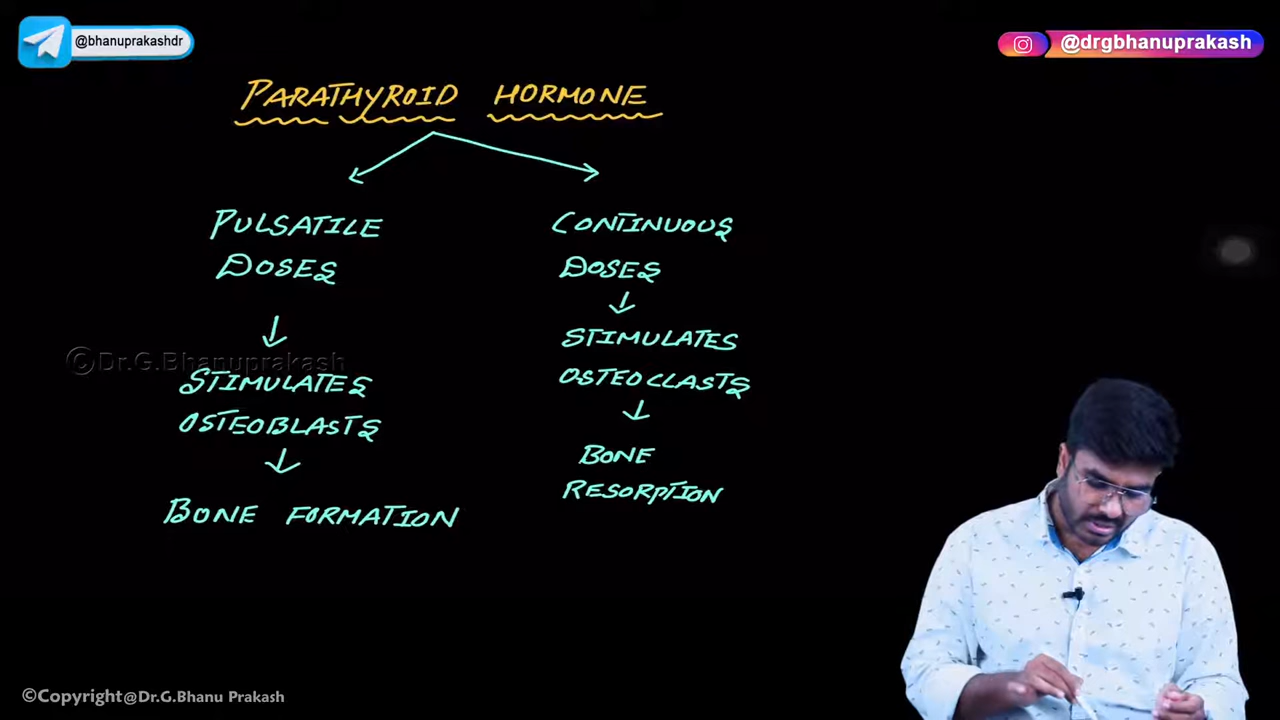 @bhanuprakashdr
@drgbhanuprakash
PARATHYROID HORMONE
PULSATILE
DOSES
↓
STIMULATES
OSTEOBLASTS
↓
BONE FORMATION
CONTINUOUS
DOSES
↓
STIMULATES
OSTEOCLASTS
↓
BONE
RESORPTION
©Dr.G.Bhanuprakash
©Copyright@Dr.G.Bhanu Prakash